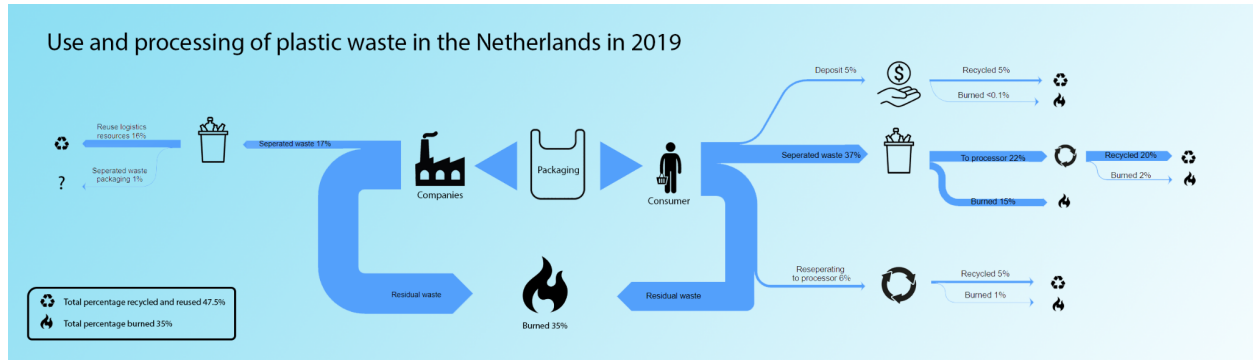 Use and processing of plastic waste in the Netherlands in 2019
Deposit 5%
Recycled 5%
Burned <0.1%
Reuse logistics
resources 16%
Seperated waste 17%
Seperated waste
packaging 1%
?
Companies
Packaging
Consumer
Seperated waste 37%
To processor 22%
Recycled 20%
Burned 2%
Burned 15%
Residual waste
Burned 35%
Residual waste
Reseperating
to processor 6%
Recycled 5%
Burned 1%
Total percentage recycled and reused 47.5%
Total percentage burned 35%